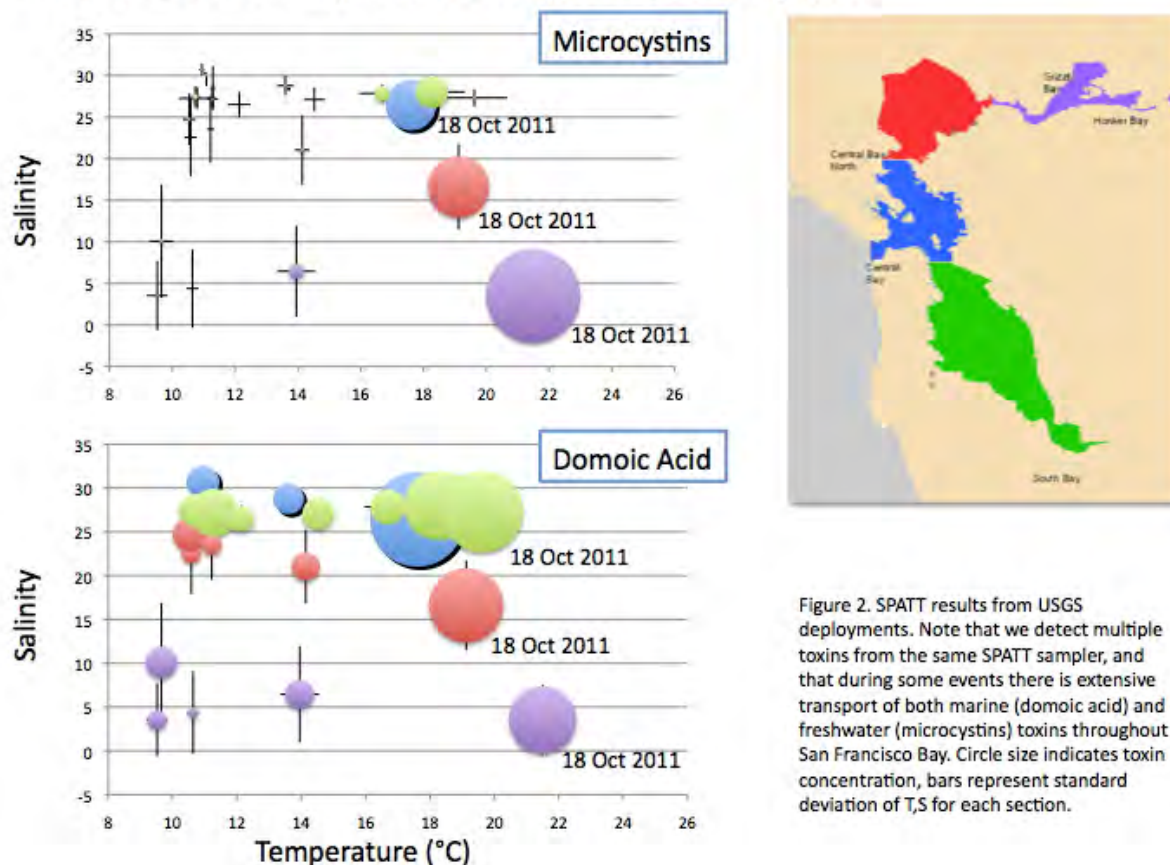 Microcystins
35
30
25
20
15
10
5
0
-5
Salinity
18 Oct 2011
18 Oct 2011
18 Oct 2011
8 10 12 14 16 18 20 22 24 26
Domoic Acid
35
30
25
20
15
10
5
0
-5
Salinity
18 Oct 2011
18 Oct 2011
18 Oct 2011
8 10 12 14 16 18 20 22 24 26
Temperature (°C)
Bay
Honker Bay
Central Bay
North
Central
Bay
South Bay
Figure 2. SPATT results from USGS
deployments. Note that we detect multiple
toxins from the same SPATT sampler, and
that during some events there is extensive
transport of both marine (domoic acid) and
freshwater (microcystins) toxins throughout
San Francisco Bay. Circle size indicates toxin
concentration, bars represent standard
deviation of T,S for each section.